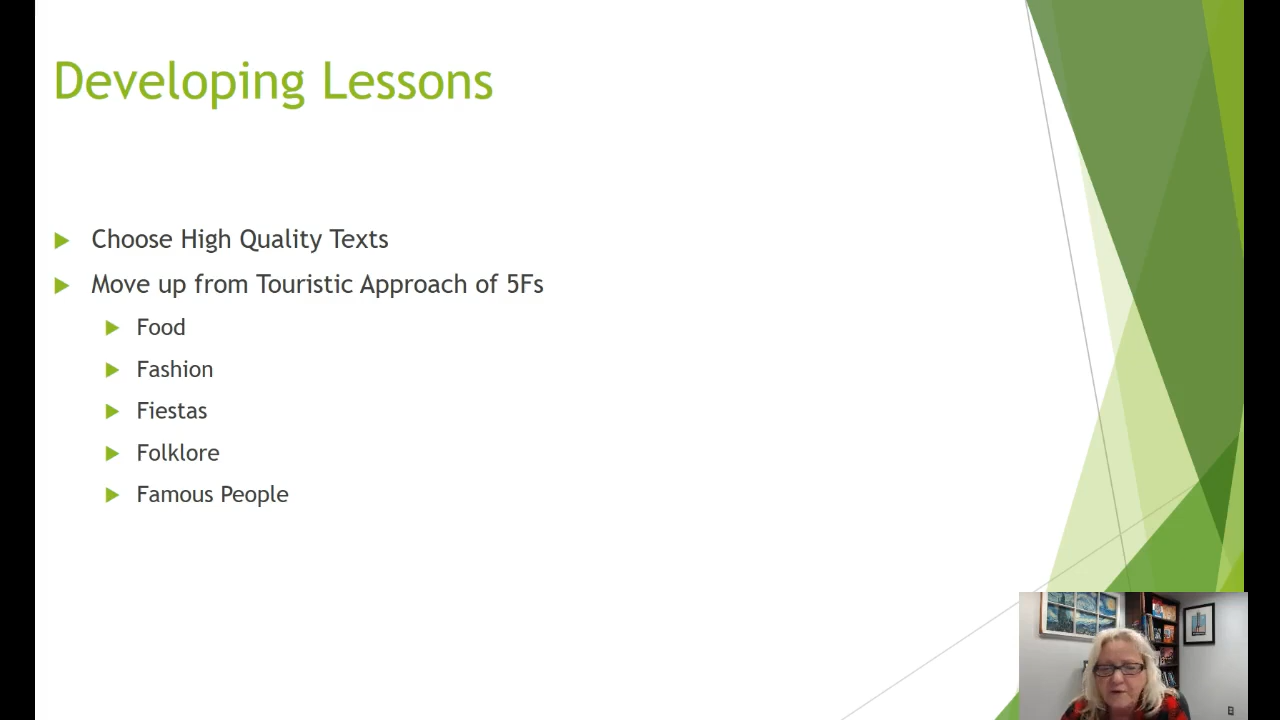 Developing Lessons
Choose High Quality Texts
Move up from Touristic Approach of 5Fs
Food
Fashion
Fiestas
Folklore
Famous People